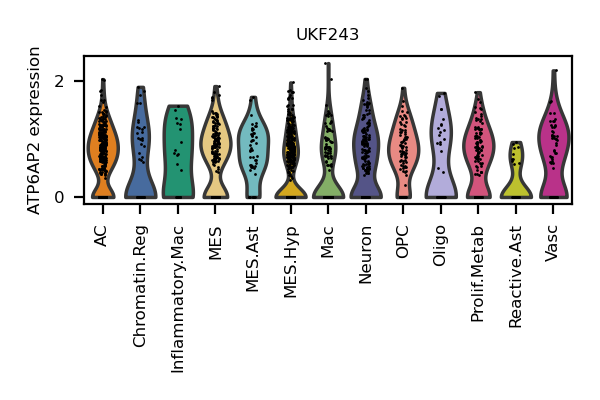 UKF243
ATP6AP2 expression
2
0
AC
Chromatin.Reg
Inflammatory.Mac
MES
MES.Ast
MES.Hyp
Mac
Neuron
OPC
Oligo
Prolif.Metab
Reactive.Ast
Vasc